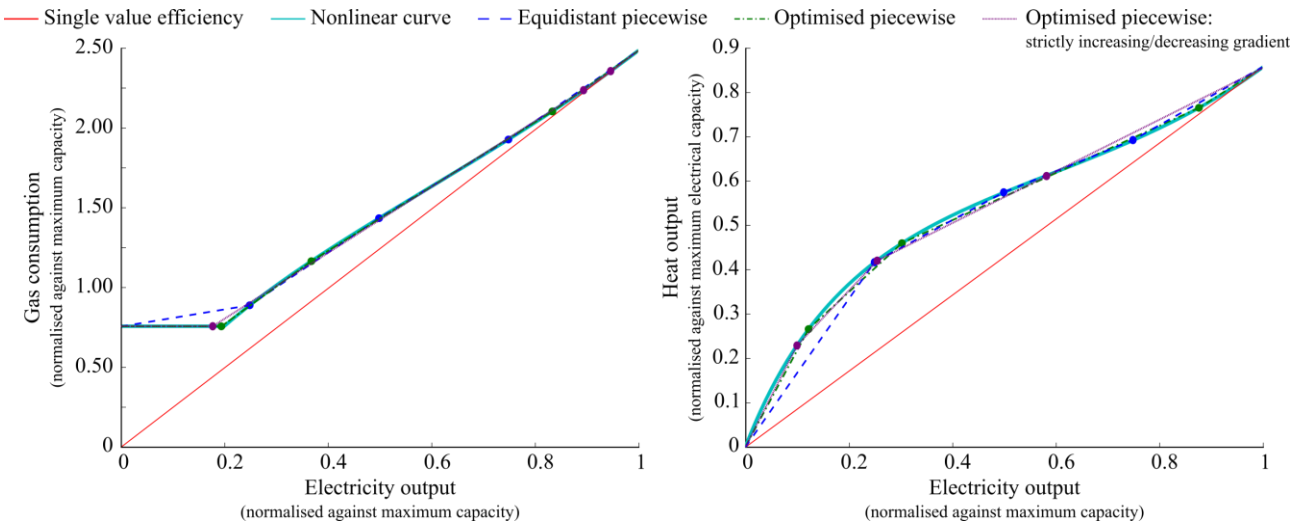 Single value efficiency
Nonlinear curve
Equidistant piecewise
Optimised piecewise
Optimised piecewise:
strictly increasing/decreasing gradient
Gas consumption
(normalised against maximum capacity)
2.50
2.00
1.50
1.00
0.50
0
0
0.2
0.4
0.6
0.8
1
Electricity output
(normalised against maximum capacity)
Heat output
(normalised against maximum electrical capacity)
0.9
0.8
0.7
0.6
0.5
0.4
0.3
0.2
0.1
0
0
0.2
0.4
0.6
0.8
1
Electricity output
(normalised against maximum capacity)